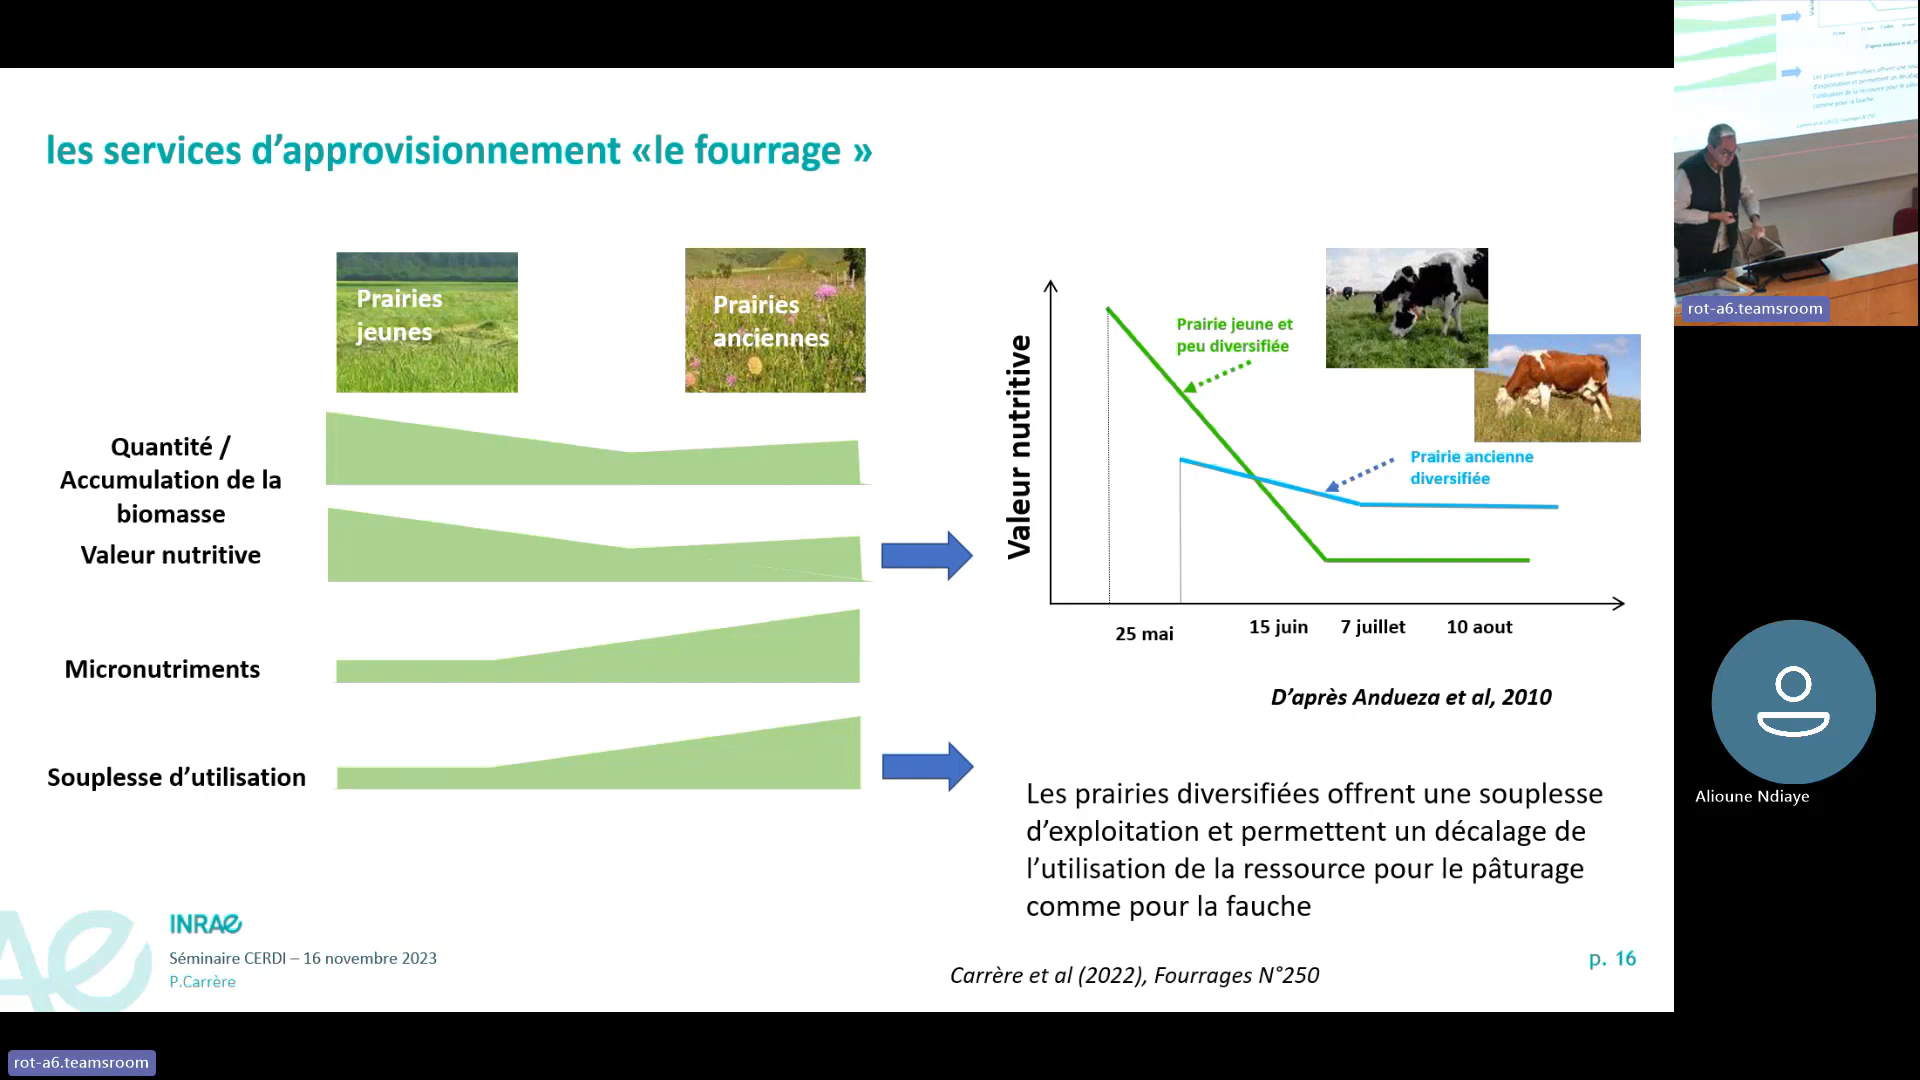 les services d'approvisionnement «le fourrage »
Prairies
jeunes
Prairies
anciennes
Quantité /
Accumulation de la
biomasse
Valeur nutritive
Micronutriments
Souplesse d'utilisation
Valeur nutritive
Prairie jeune et
peu diversifiée
Prairie ancienne
diversifiée
25 mai
15 juin
7 juillet
10 aout
D'après Andueza et al, 2010
Les prairies diversifiées offrent une souplesse
d'exploitation et permettent un décalage de
l'utilisation de la ressource pour le pâturage
comme pour la fauche
INRAE
Séminaire CERDI – 16 novembre 2023
P.Carrère
Carrère et al (2022), Fourrages N°250
p. 16
rot-a6.teamsroom
Alioune Ndiaye
rot-a6.teamsroom